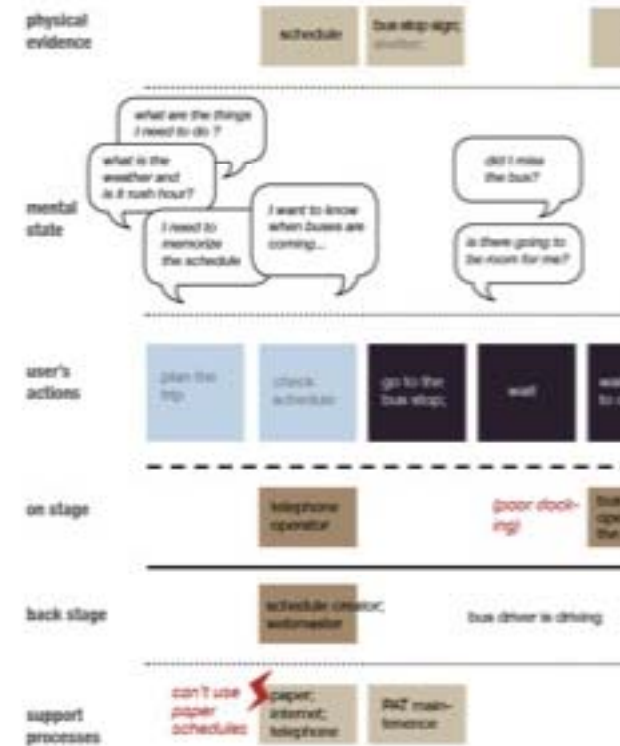 physical
evidence
schedule
bus stop sign;
what are the things
I need to do ?
what is the
weather and
is it rush hour?
I need to
memorize
the schedule
I want to know
when buses are
coming...
did I miss
the bus?
is there going to
be room for me?
mental
state
user's
actions
plan the
trip
check
schedule
go to the
bus stop;
wait
on stage
telephone
operator
(poor dock-
ing)
back stage
schedule creator;
webmaster
bus driver is driving
support
processes
can't use
paper
schedules
paper;
internet;
telephone
PAT main-
tenence